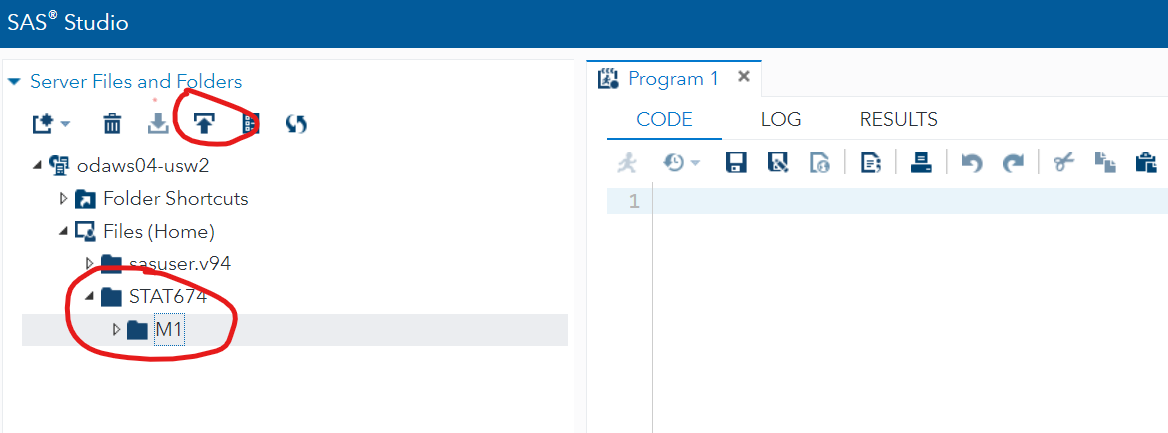 SAS® Studio
Server Files and Folders
odaws04-usw2
Folder Shortcuts
Files (Home)
sasuser.v94
STAT674
M1
Program 1
CODE LOG RESULTS
1